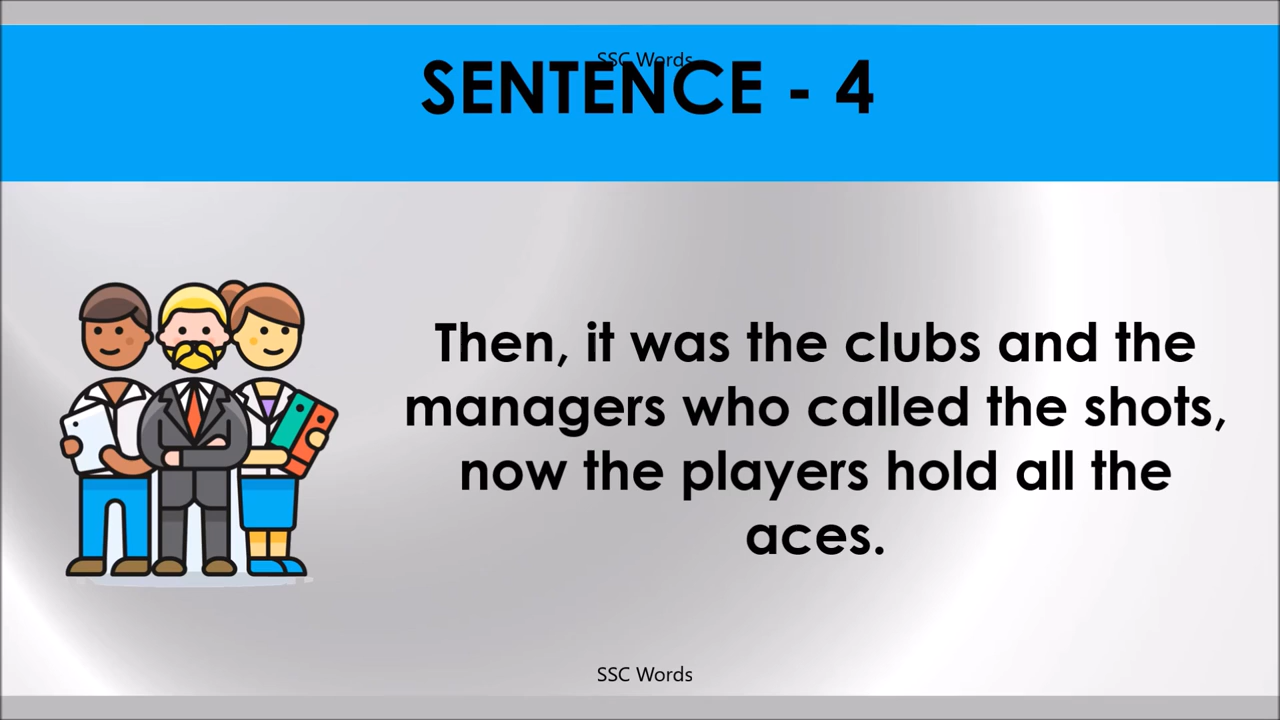 SSC Words
SENTENCE - 4
Then, it was the clubs and the
managers who called the shots,
now the players hold all the
aces.
SSC Words